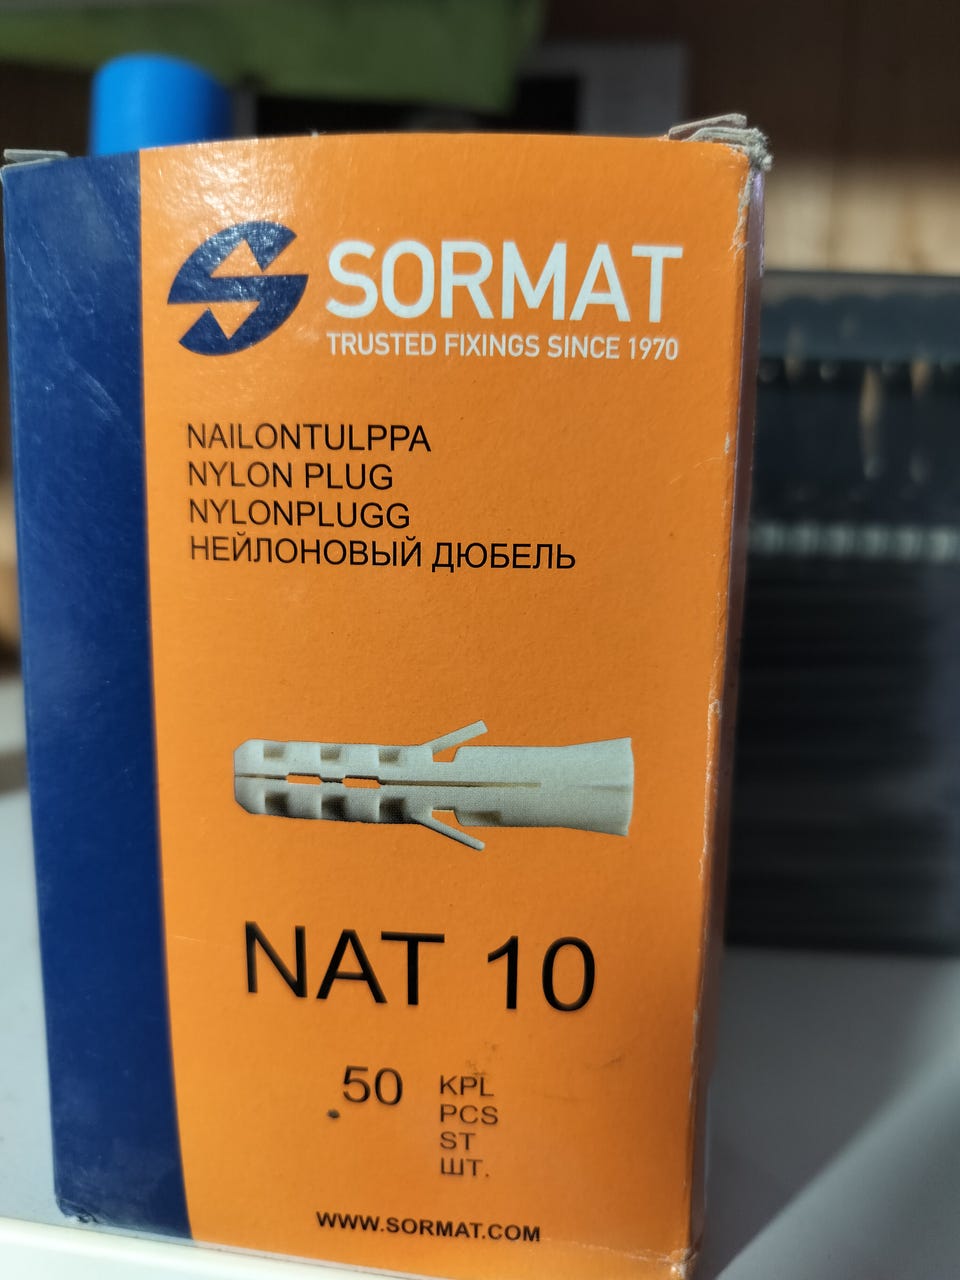 SORMAT
TRUSTED FIXINGS SINCE 1970
NAILONTULPPA
NYLON PLUG
NYLONPLUGG
НЕЙЛОНОВЫЙ ДЮБЕЛЬ
NAT 10
50 KPL
PCS
ST
ШТ.
WWW.SORMAT.COM